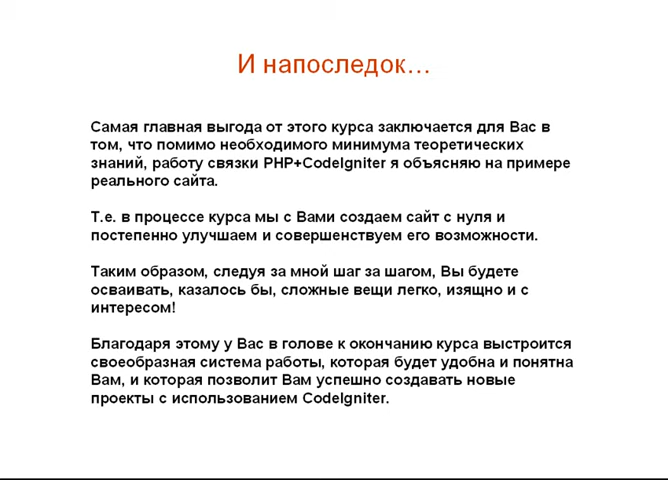 И напоследок...
Самая главная выгода от этого курса заключается для Вас в
том, что помимо необходимого минимума теоретических
знаний, работу связки PHP+CodeIgniter я объясняю на примере
реального сайта.
Т.е. в процессе курса мы с Вами создаем сайт с нуля и
постепенно улучшаем и совершенствуем его возможности.
Таким образом, следуя за мной шаг за шагом, Вы будете
осваивать, казалось бы, сложные вещи легко, изящно и с
интересом!
Благодаря этому у Вас в голове к окончанию курса выстроится
своеобразная система работы, которая будет удобна и понятна
Вам, и которая позволит Вам успешно создавать новые
проекты с использованием CodeIgniter.